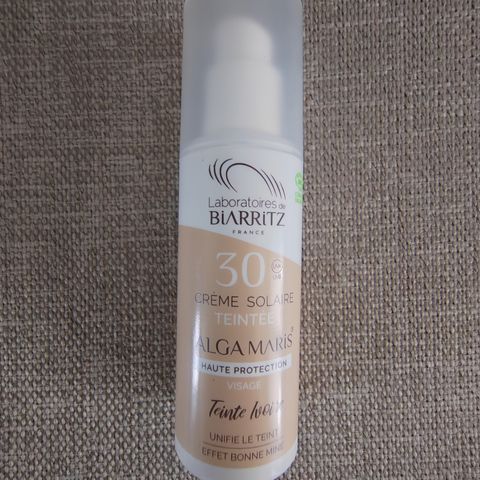 Laboratoires de
BIARRITZ
FRANCE
30
CRÈME SOLAIRE
TEINTÉE
ALGA MARIS
HAUTE PROTECTION
VISAGE
Teinte Ivoire
UNIFIE LE TEINT
EFFET BONNE MINE